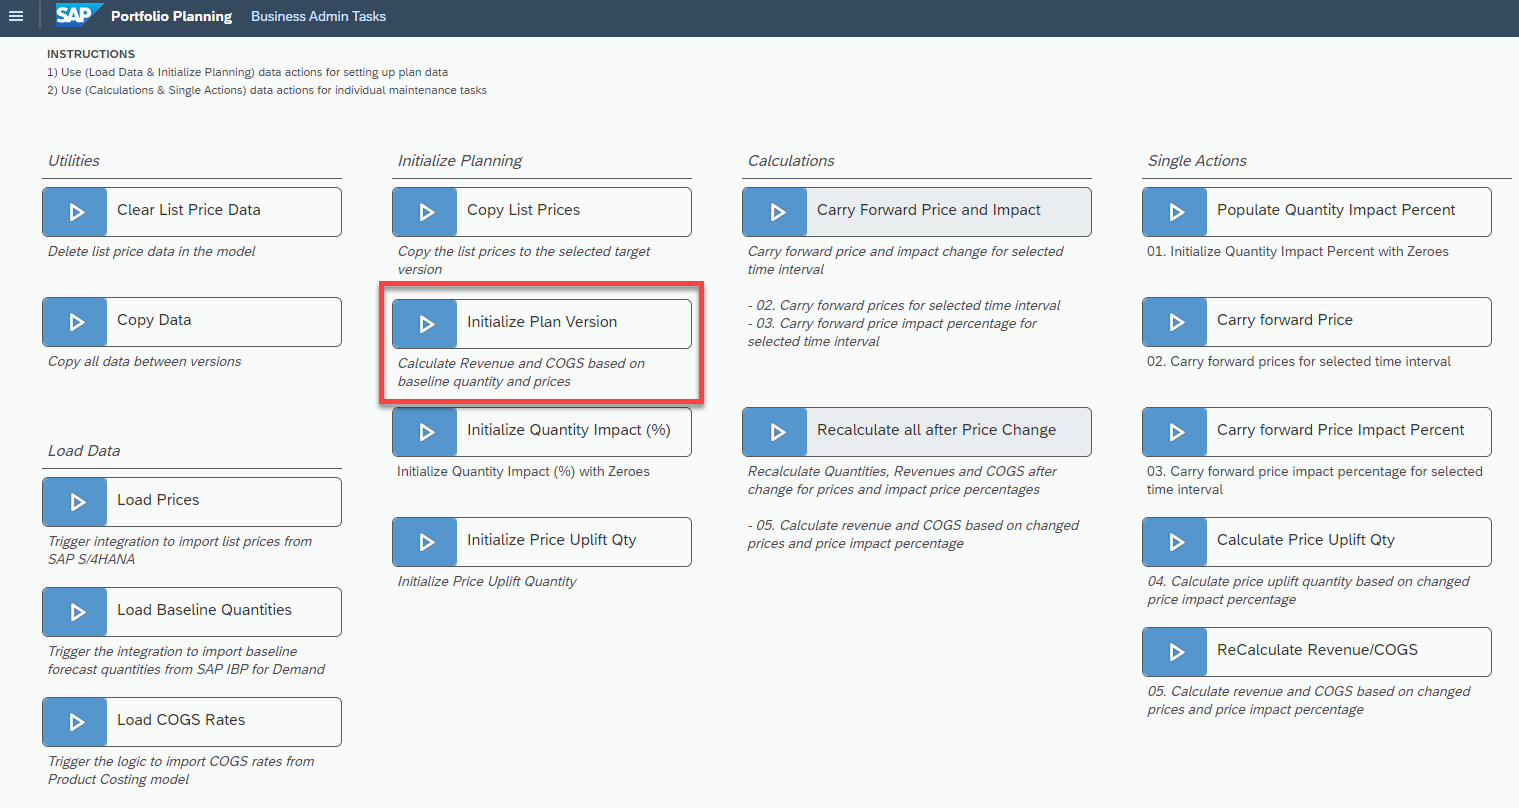 SAP Portfolio Planning Business Admin Tasks
INSTRUCTIONS
1) Use (Load Data & Initialize Planning) data actions for setting up plan data
2) Use (Calculations & Single Actions) data actions for individual maintenance tasks
Utilities
Clear List Price Data
Delete list price data in the model
Copy Data
Copy all data between versions
Load Data
Load Prices
Trigger integration to import list prices from
SAP S/4HANA
Load Baseline Quantities
Trigger the integration to import baseline
forecast quantities from SAP IBP for Demand
Load COGS Rates
Trigger the logic to import COGS rates from
Product Costing model
Initialize Planning
Copy List Prices
Copy the list prices to the selected target
version
Initialize Plan Version
Calculate Revenue and COGS based on
baseline quantity and prices
Initialize Quantity Impact (%)
Initialize Quantity Impact (%) with Zeroes
Initialize Price Uplift Qty
Initialize Price Uplift Quantity
Calculations
Carry Forward Price and Impact
Carry forward price and impact change for selected
time interval
- 02. Carry forward prices for selected time interval
- 03. Carry forward price impact percentage for
selected time interval
Recalculate all after Price Change
Recalculate Quantities, Revenues and COGS after
change for prices and impact price percentages
- 05. Calculate revenue and COGS based on changed
prices and price impact percentage
Single Actions
Populate Quantity Impact Percent
01. Initialize Quantity Impact Percent with Zeroes
Carry forward Price
02. Carry forward prices for selected time interval
Carry forward Price Impact Percent
03. Carry forward price impact percentage for selected
time interval
Calculate Price Uplift Qty
04. Calculate price uplift quantity based on changed
price impact percentage
ReCalculate Revenue/COGS
05. Calculate revenue and COGS based on changed
prices and price impact percentage